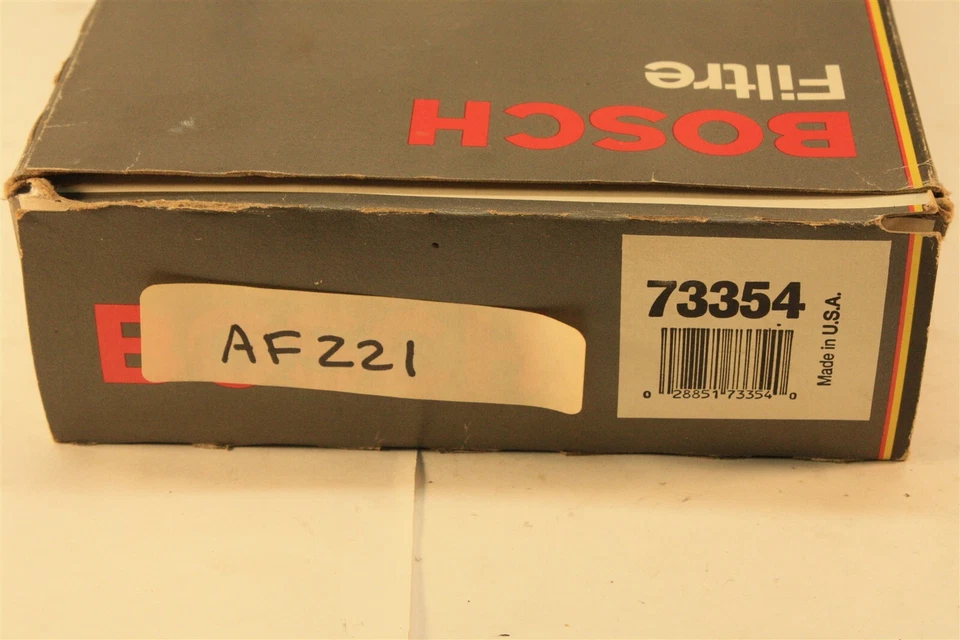 Filtre
BOSCH
AF221
73354
0 28851 73354 0
Made in U.S.A.